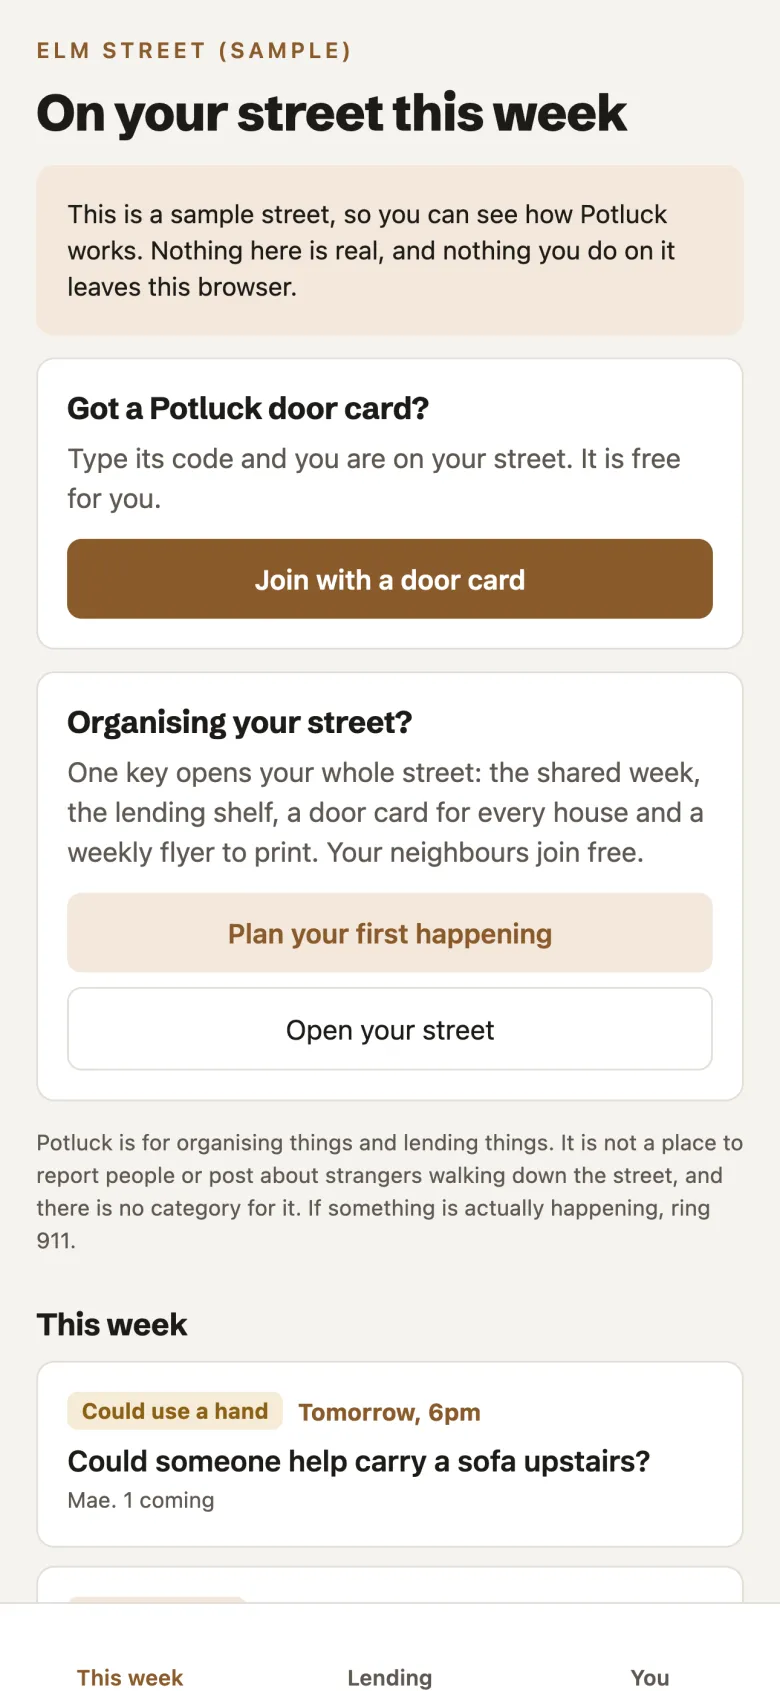 ELM STREET (SAMPLE)
On your street this week
This is a sample street, so you can see how Potluck
works. Nothing here is real, and nothing you do on it
leaves this browser.
Got a Potluck door card?
Type its code and you are on your street. It is free
for you.
Join with a door card
Organising your street?
One key opens your whole street: the shared week,
the lending shelf, a door card for every house and a
weekly flyer to print. Your neighbours join free.
Plan your first happening
Open your street
Potluck is for organising things and lending things. It is not a place to
report people or post about strangers walking down the street, and
there is no category for it. If something is actually happening, ring
911.
This week
Could use a hand Tomorrow, 6pm
Could someone help carry a sofa upstairs?
Mae. 1 coming
This week Lending You